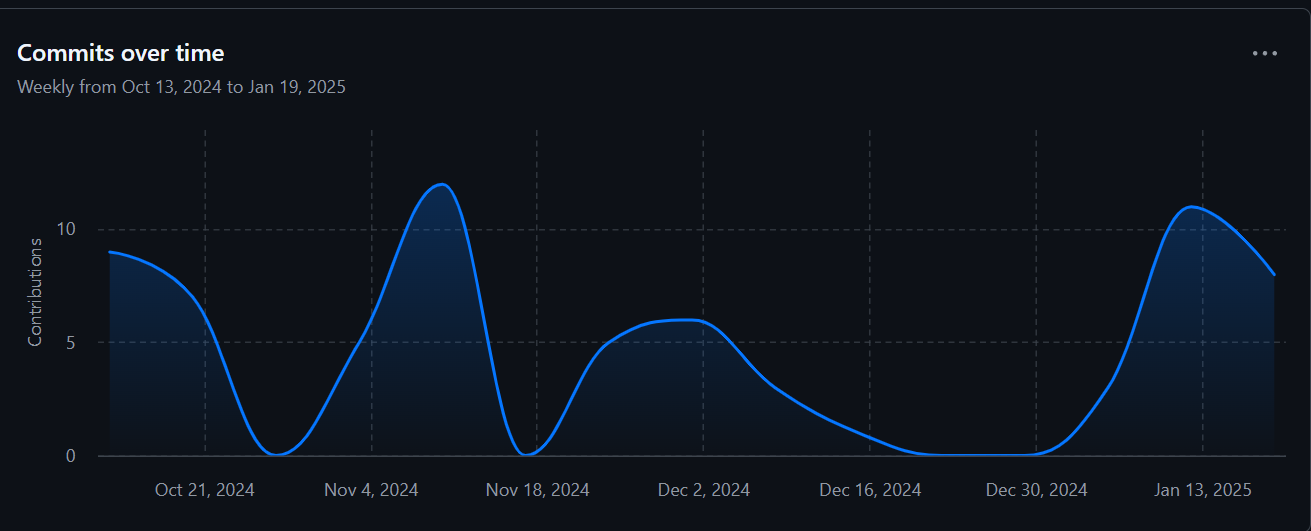 Commits over time
Weekly from Oct 13, 2024 to Jan 19, 2025
Contributions
10
5
0
Oct 21, 2024 Nov 4, 2024 Nov 18, 2024 Dec 2, 2024 Dec 16, 2024 Dec 30, 2024 Jan 13, 2025